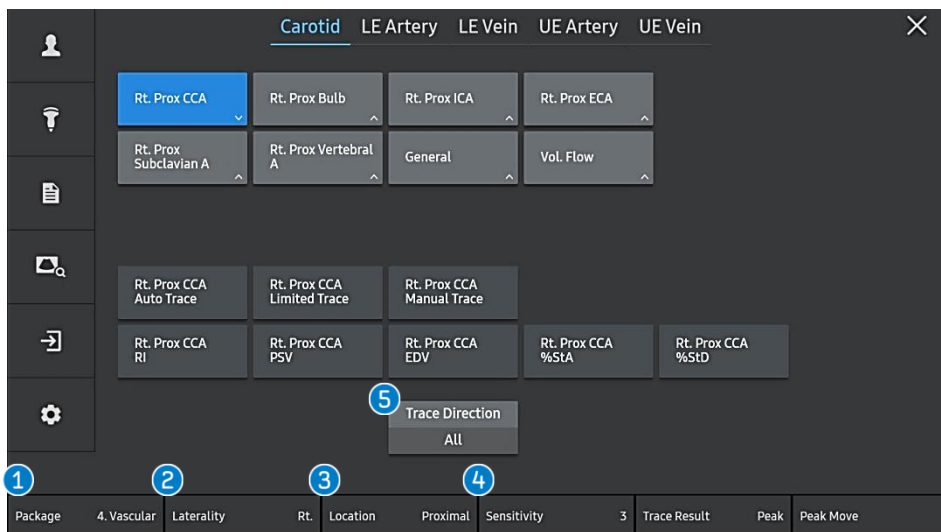 Carotid LE Artery LE Vein UE Artery UE Vein
Rt. Prox CCA Rt. Prox Bulb Rt. Prox ICA Rt. Prox ECA
Rt. Prox
Subclavian A
Rt. Prox Vertebral
A
General
Vol. Flow
Rt. Prox CCA
Auto Trace
Rt. Prox CCA
Limited Trace
Rt. Prox CCA
Manual Trace
Rt. Prox CCA
RI
Rt. Prox CCA
PSV
Rt. Prox CCA
EDV
Rt. Prox CCA
%StA
Rt. Prox CCA
%StD
5
Trace Direction
All
1 2 3 4
Package 4. Vascular Laterality Rt. Location Proximal Sensitivity 3 Trace Result Peak Peak Move